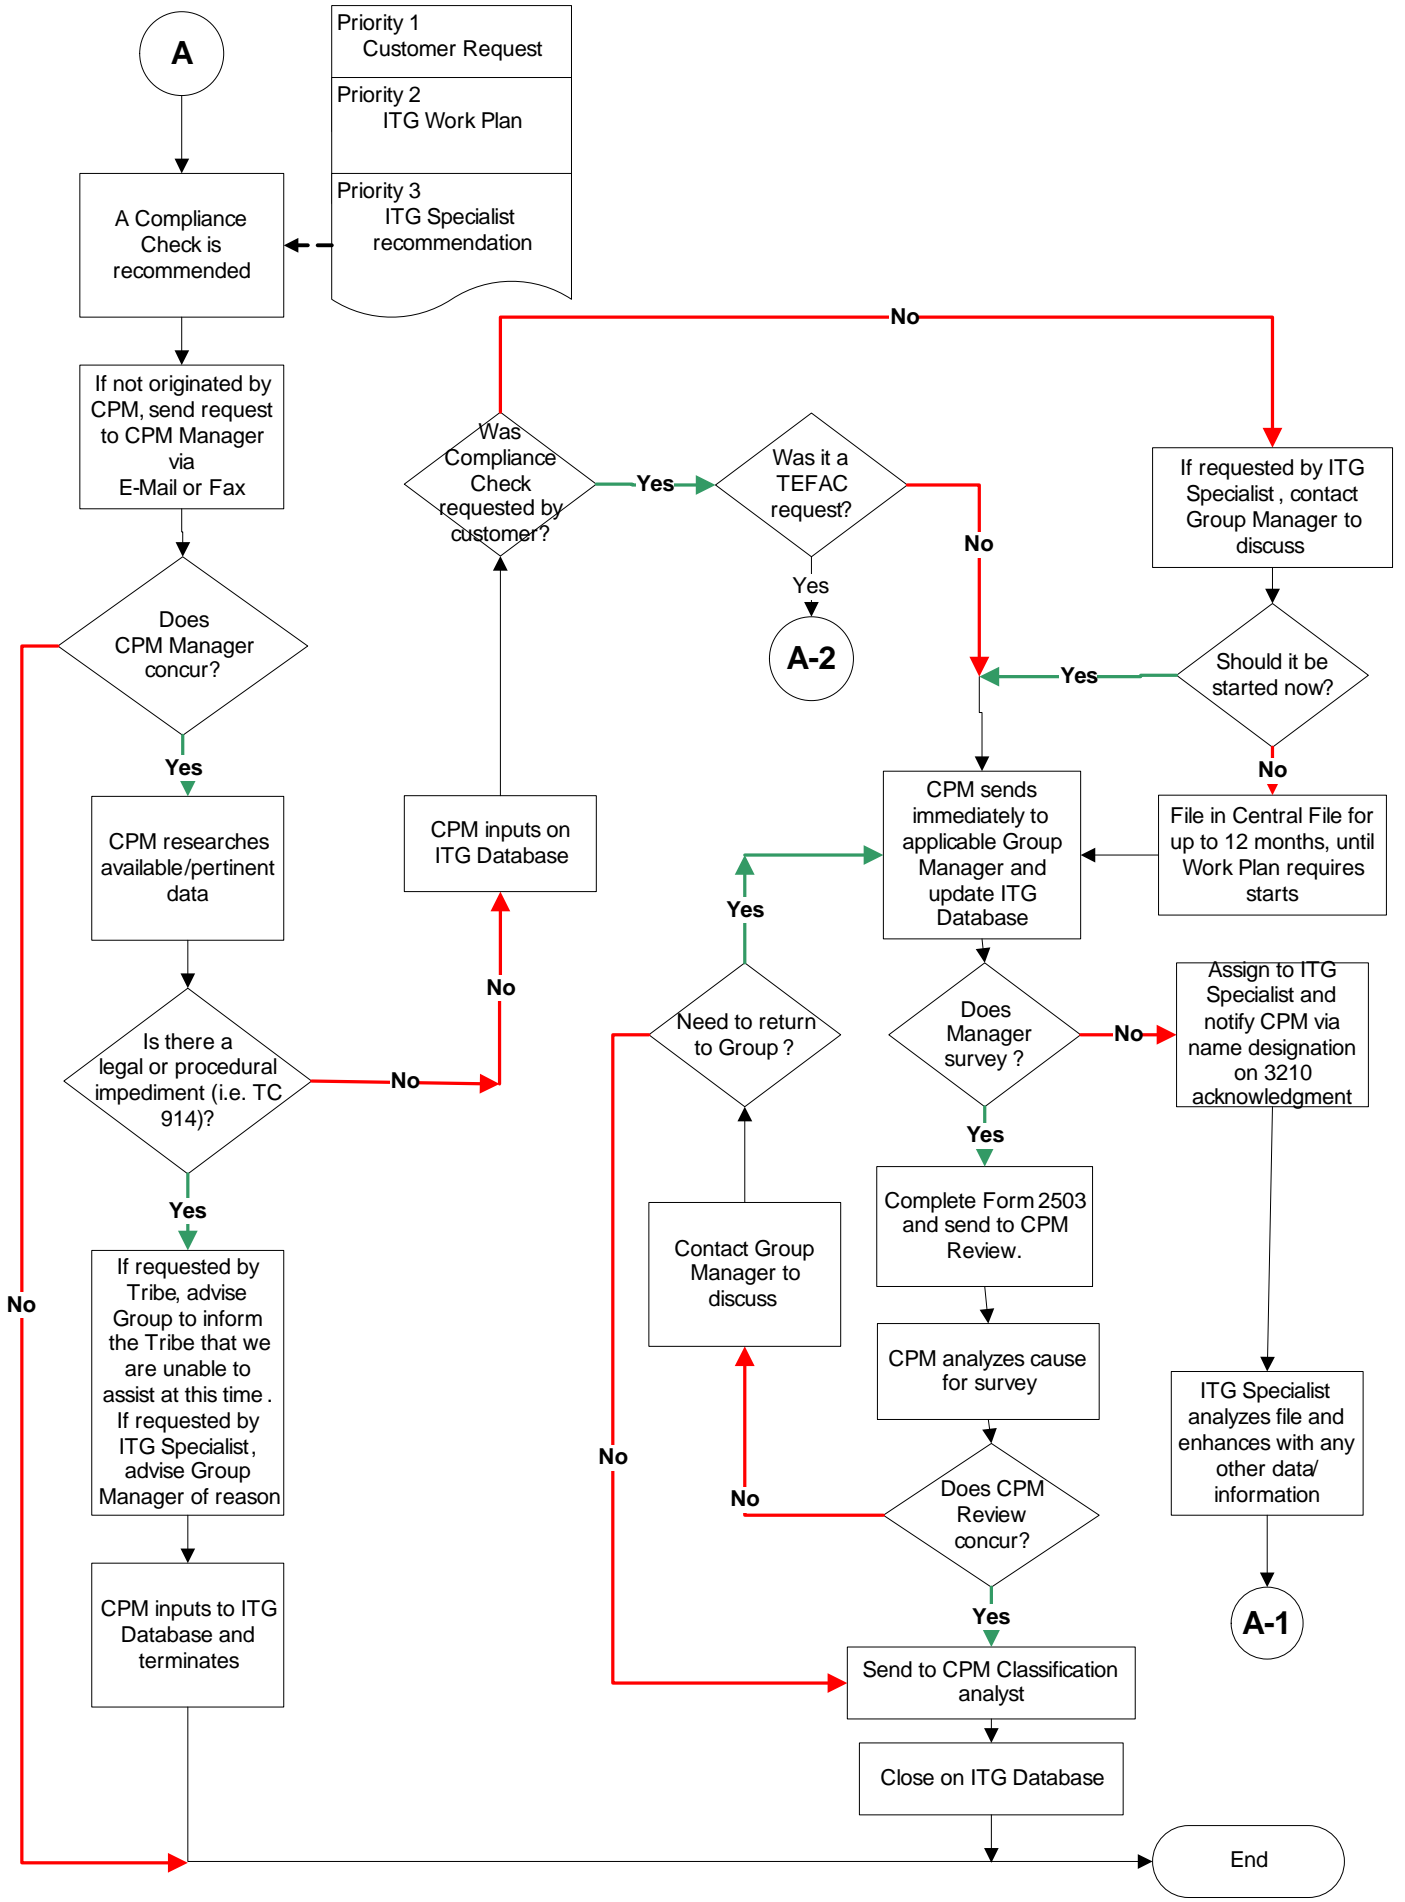 A
Priority 1
Customer Request
Priority 2
ITG Work Plan
Priority 3
ITG Specialist
recommendation
A Compliance
Check is
recommended
If not originated by
CPM, send request
to CPM Manager
via
E-Mail or Fax
Does
CPM Manager
concur?
No
Yes
CPM researches
available/pertinent
data
Is there a
legal or procedural
impediment (i.e. TC
914)?
No
No
Yes
If requested by
Tribe, advise
Group to inform
the Tribe that we
are unable to
assist at this time.
If requested by
ITG Specialist,
advise Group
Manager of reason
CPM inputs to ITG
Database and
terminates
CPM inputs on
ITG Database
Was
Compliance
Check
requested by
customer?
No
Yes
Was it a
TEFAC
request?
Yes
A-2
No
If requested by ITG
Specialist, contact
Group Manager to
discuss
Should it be
started now?
Yes
No
File in Central File for
up to 12 months, until
Work Plan requires
starts
CPM sends
immediately to
applicable Group
Manager and
update ITG
Database
Does
Manager
survey?
No
Assign to ITG
Specialist and
notify CPM via
name designation
on 3210
acknowledgment
ITG Specialist
analyzes file and
enhances with any
other data/
information
A-1
Yes
Complete Form 2503
and send to CPM
Review.
CPM analyzes cause
for survey
Does CPM
Review
concur?
No
Contact Group
Manager to
discuss
Need to return
to Group?
Yes
No
Yes
Send to CPM Classification
analyst
Close on ITG Database
End